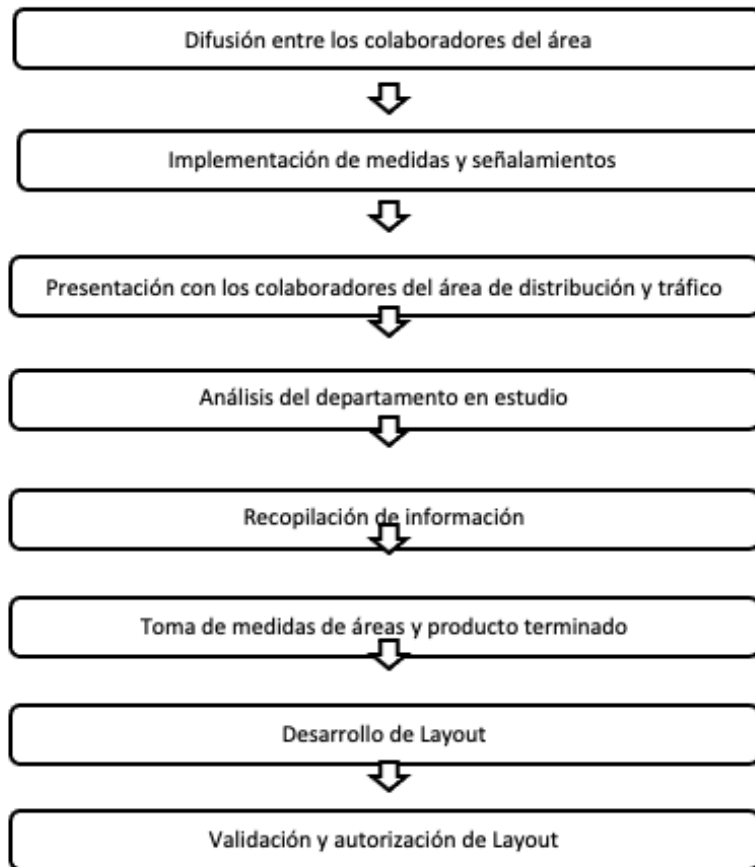 Difusión entre los colaboradores del área
Implementación de medidas y señalamientos
Presentación con los colaboradores del área de distribución y tráfico
Análisis del departamento en estudio
Recopilación de información
Toma de medidas de áreas y producto terminado
Desarrollo de Layout
Validación y autorización de Layout